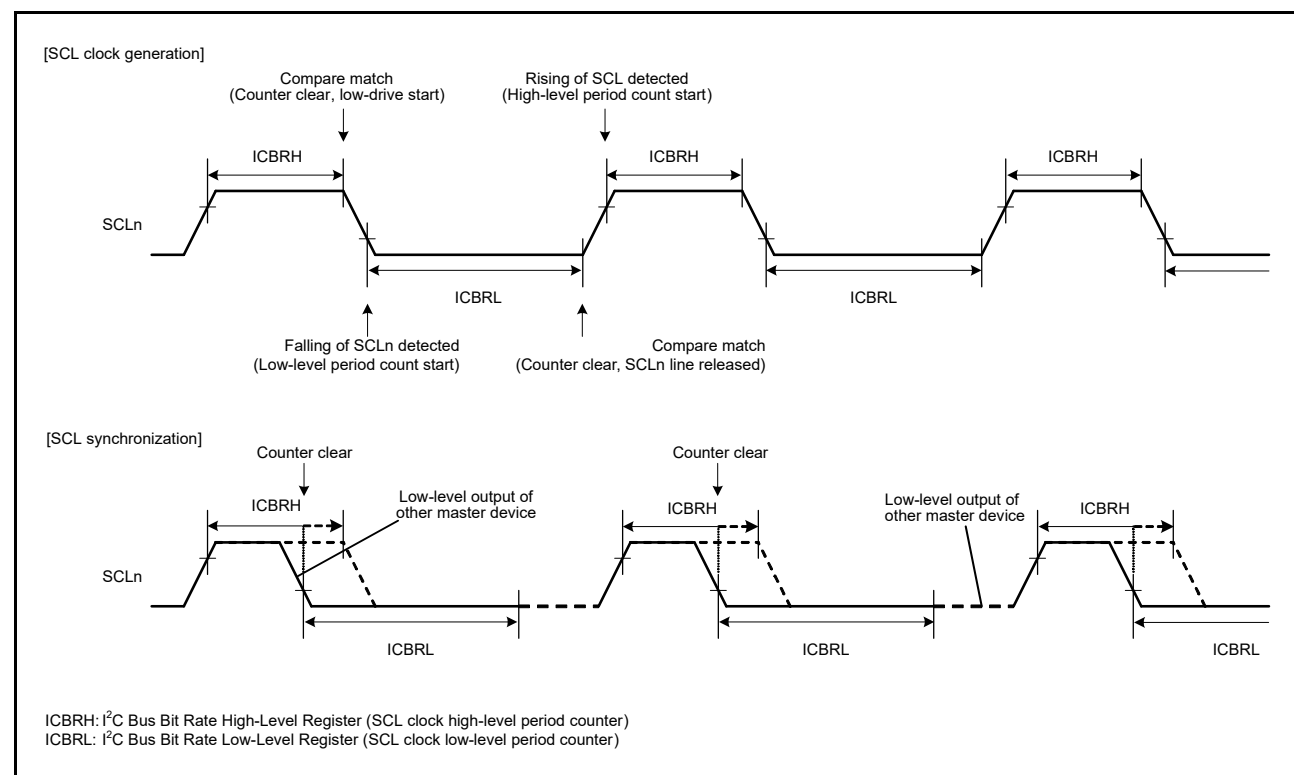 [SCL clock generation]
Compare match
(Counter clear, low-drive start)
Rising of SCL detected
(High-level period count start)
ICBRH
ICBRH
ICBRH
SCLn
ICBRL
ICBRL
Falling of SCLn detected
(Low-level period count start)
Compare match
(Counter clear, SCLn line released)
[SCL synchronization]
Counter clear
Counter clear
ICBRH
Low-level output of
other master device
ICBRH
Low-level output of
other master device
ICBRH
SCLn
ICBRL
ICBRL
ICBRL
ICBRH: I²C Bus Bit Rate High-Level Register (SCL clock high-level period counter)
ICBRL: I²C Bus Bit Rate Low-Level Register (SCL clock low-level period counter)